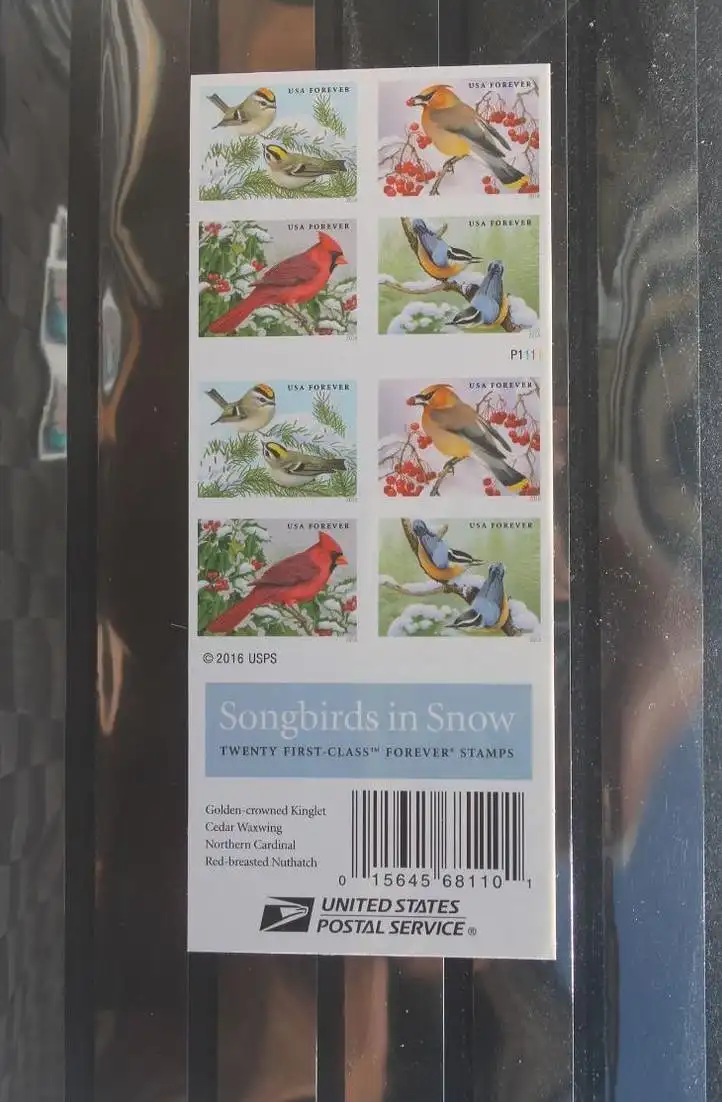 USA FOREVER
USA FOREVER
USA FOREVER
USA FOREVER
P111
USA FOREVER
USA FOREVER
USA FOREVER
USA FOREVER
© 2016 USPS
Songbirds in Snow
TWENTY FIRST-CLASS™ FOREVER® STAMPS
Golden-crowned Kinglet
Cedar Waxwing
Northern Cardinal
Red-breasted Nuthatch
0 15645 68110 1
UNITED STATES
POSTAL SERVICE®